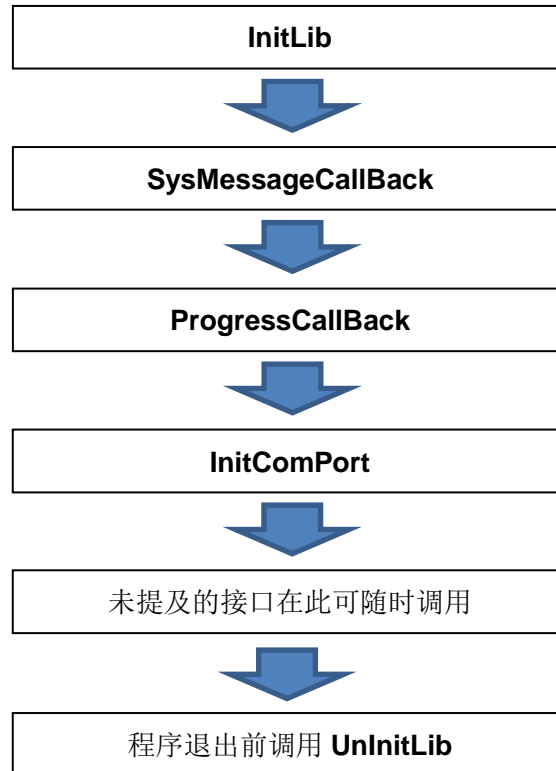 InitLib
SysMessageCallBack
ProgressCallBack
InitComPort
未提及的接口在此可随时调用
程序退出前调用 UnInitLib